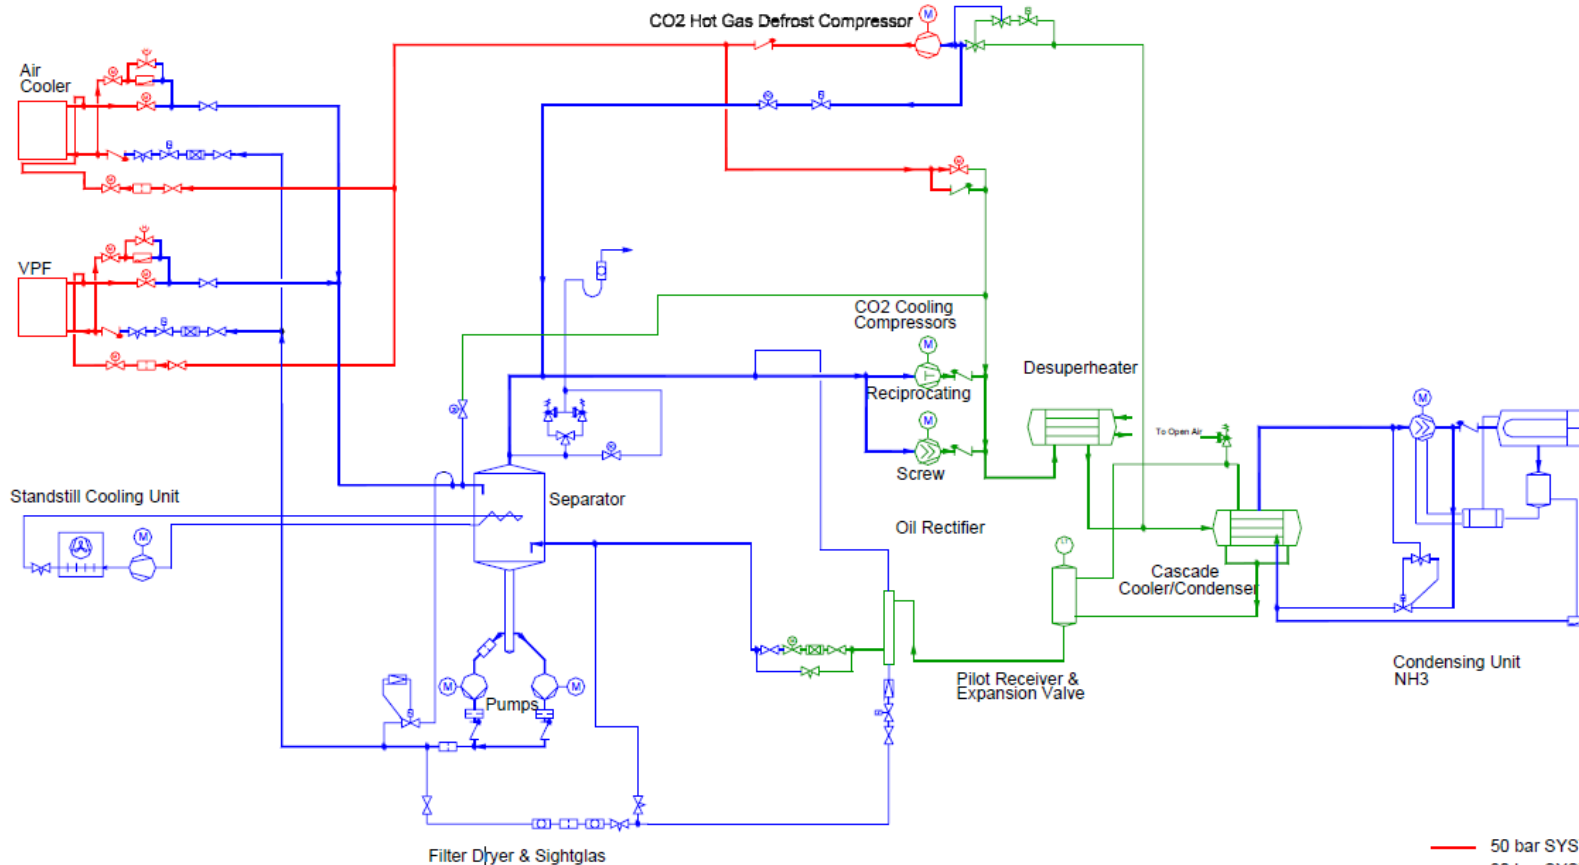 CO2 Hot Gas Defrost Compressor
M
Air
Cooler
VPF
CO2 Cooling
Compressors
M
Reciprocating
M
Screw
Desuperheater
To Open Air
M
Standstill Cooling Unit
M
Separator
Oil Rectifier
Cascade
Cooler/Condenser
M
M
Pumps
Pilot Receiver &
Expansion Valve
Condensing Unit
NH3
Filter Dryer & Sightglas
50 bar SYS